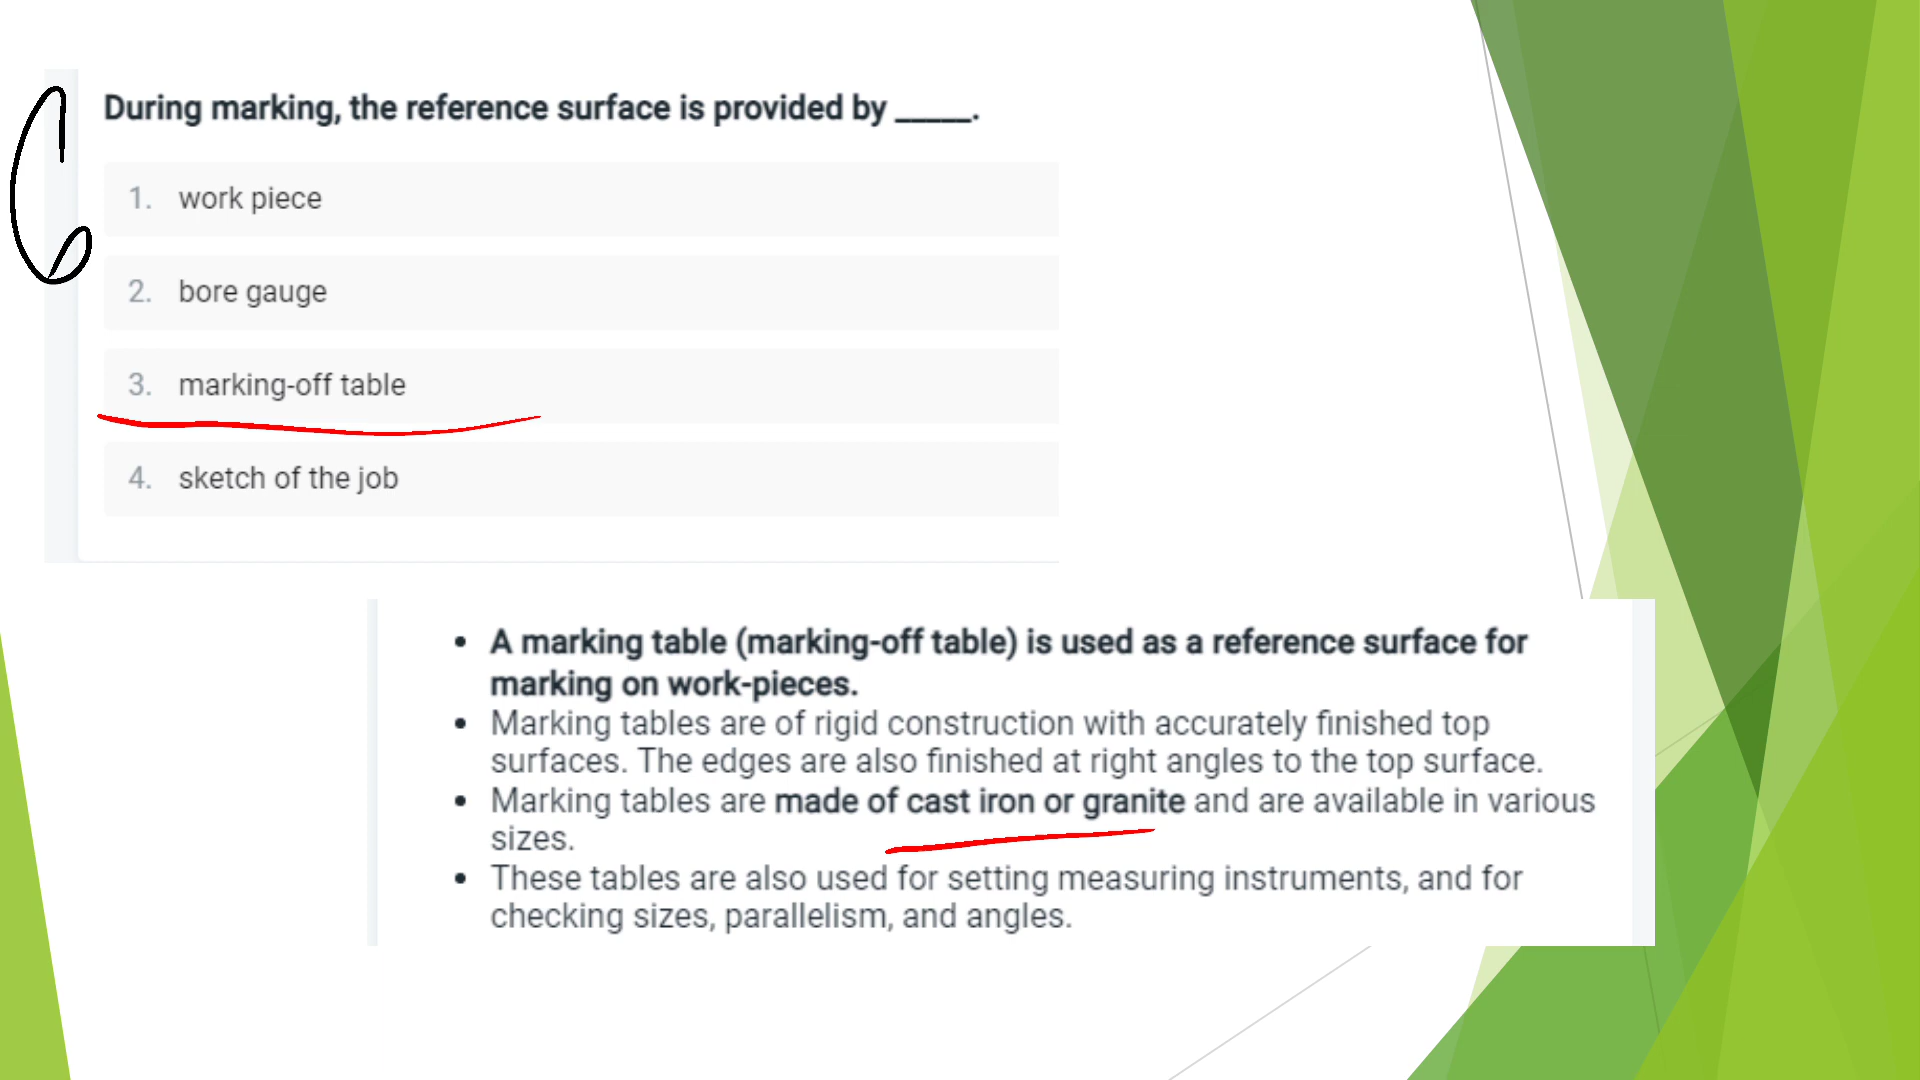 6
During marking, the reference surface is provided by _____.
1. work piece
2. bore gauge
3. marking-off table
4. sketch of the job
• A marking table (marking-off table) is used as a reference surface for
marking on work-pieces.
• Marking tables are of rigid construction with accurately finished top
surfaces. The edges are also finished at right angles to the top surface.
• Marking tables are made of cast iron or granite and are available in various
sizes.
• These tables are also used for setting measuring instruments, and for
checking sizes, parallelism, and angles.